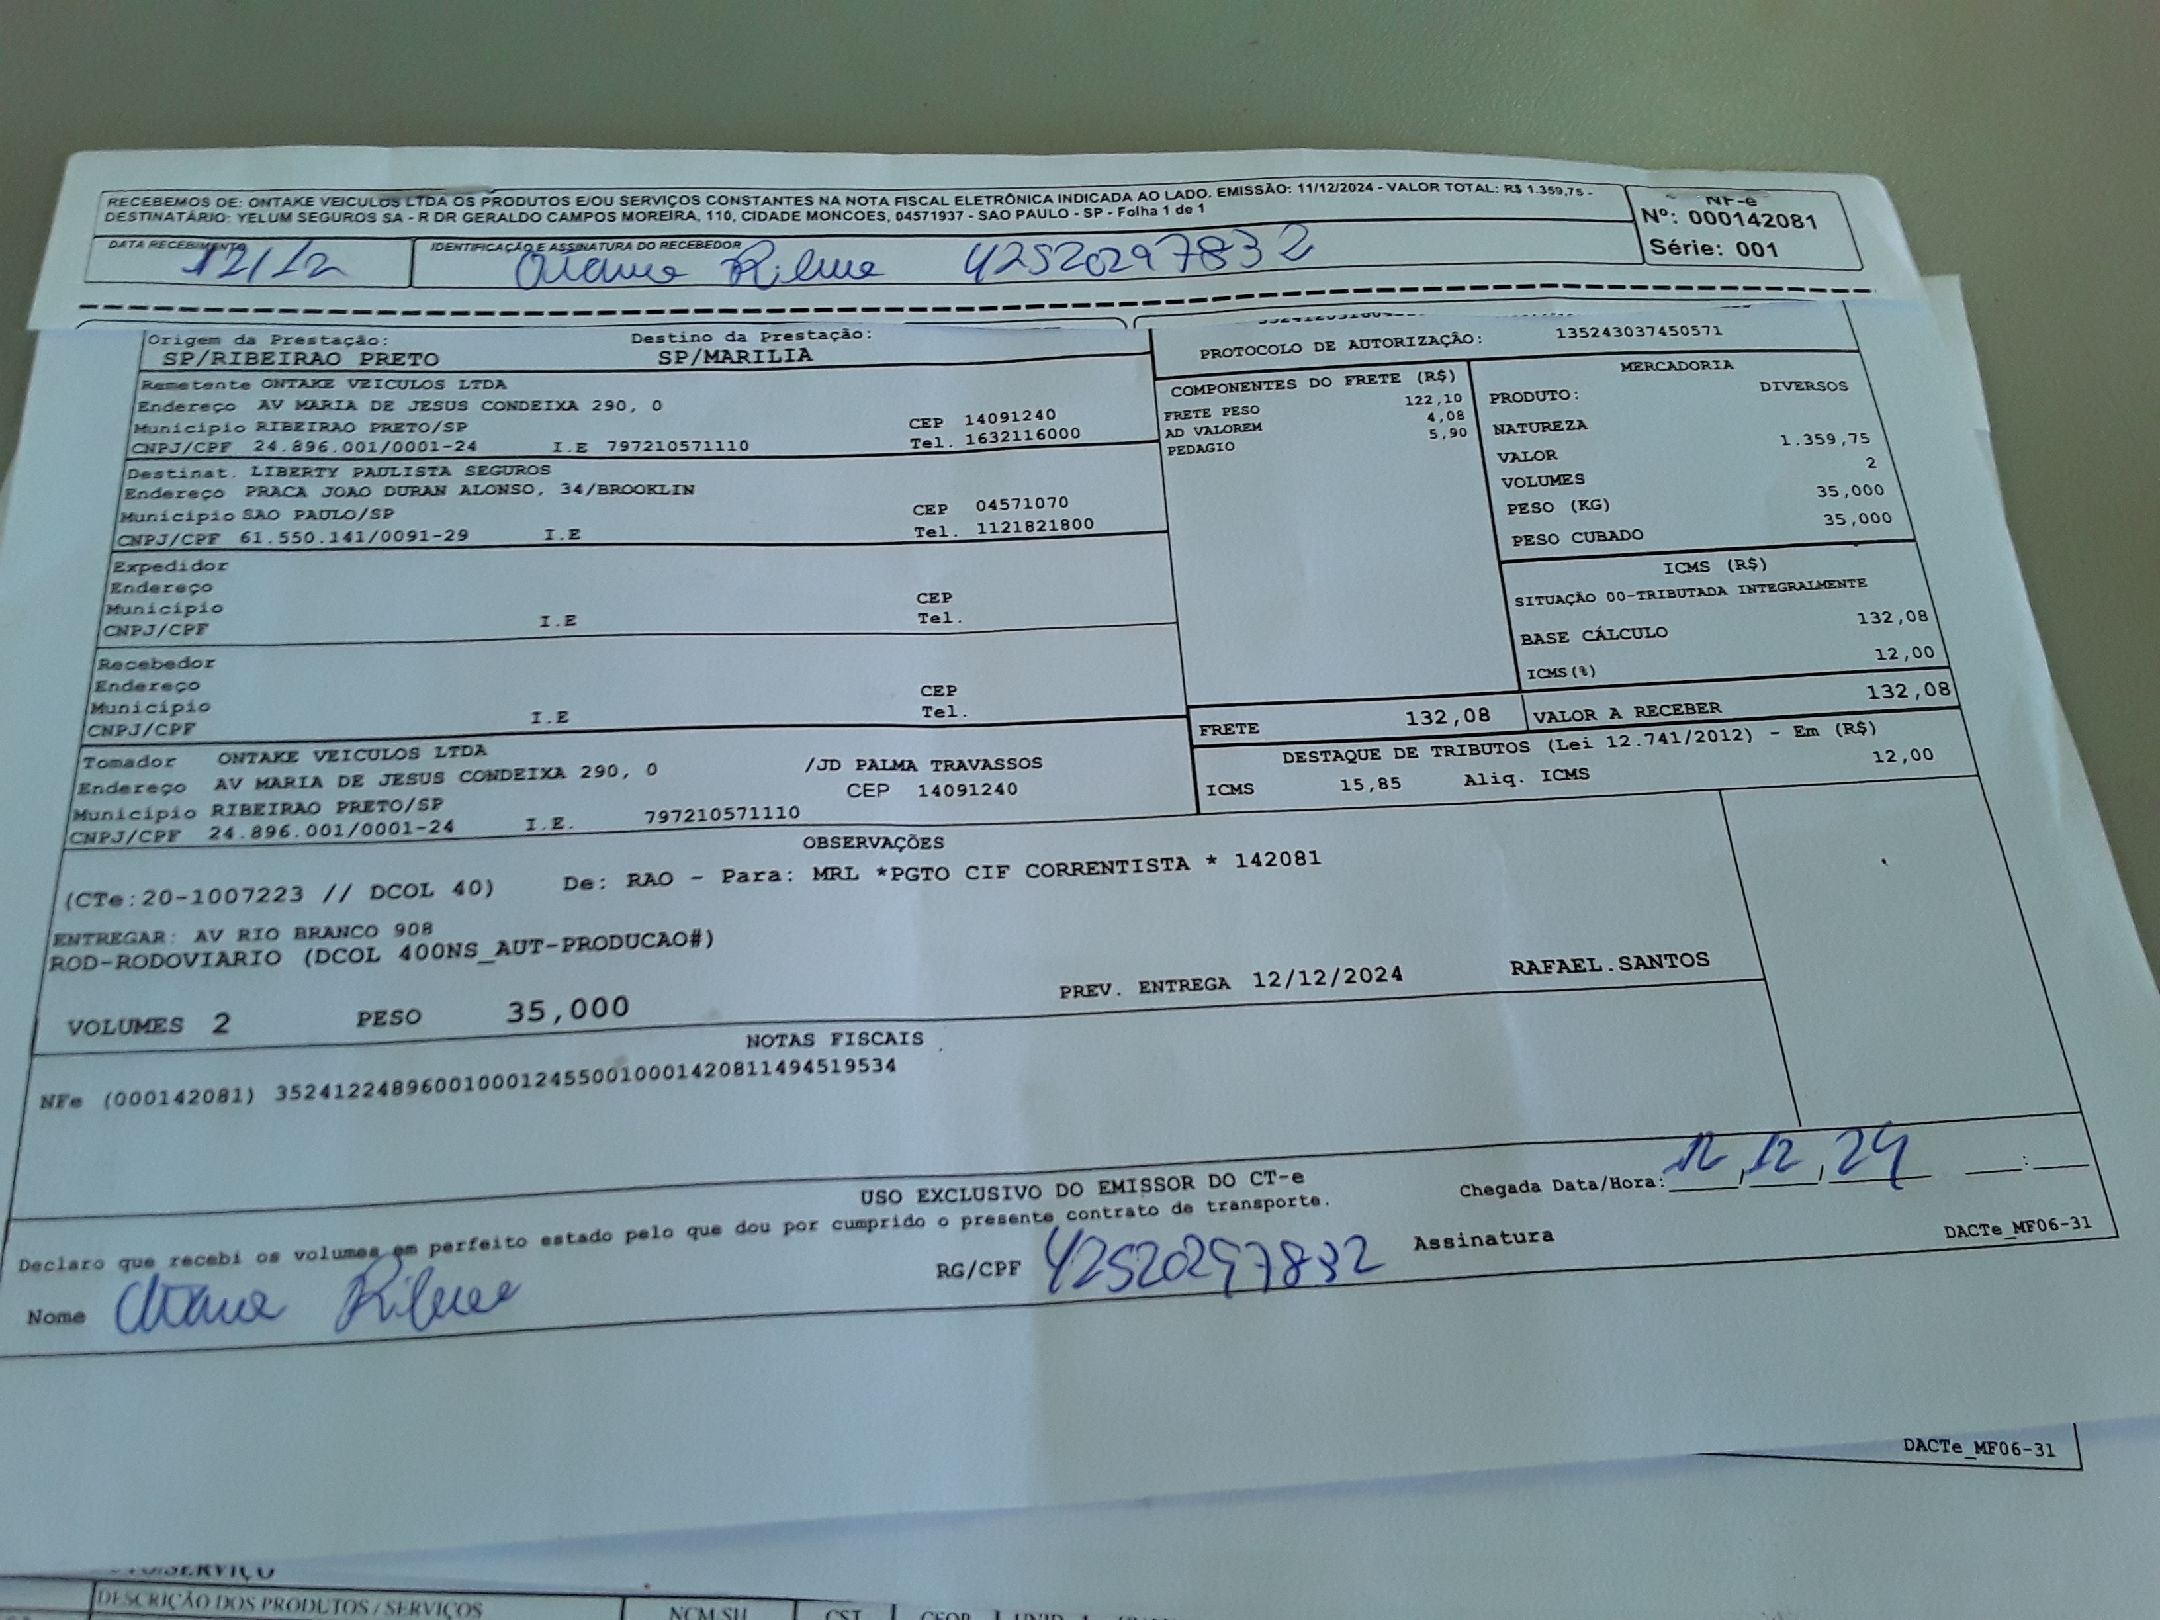 RECEBEMOS DE: ONTAKE VEICULOS LTDA OS PRODUTOS E/OU SERVIÇOS CONSTANTES NA NOTA FISCAL ELETRÔNICA INDICADA AO LADO. EMISSÃO: 11/12/2024 - VALOR TOTAL: R$ 1.359,75 -
DESTINATÁRIO: YELUM SEGUROS SA - R DR GERALDO CAMPOS MOREIRA, 110, CIDADE MONCOES, 04571937 - SAO PAULO - SP - Folha 1 de 1
NF-e
Nº: 000142081
Série: 001
DATA RECEBIMENTO
12/12
IDENTIFICAÇÃO E ASSINATURA DO RECEBEDOR
42520297832
Origem da Prestação:
SP/RIBEIRAO PRETO
Destino da Prestação:
SP/MARILIA
PROTOCOLO DE AUTORIZAÇÃO: 135243037450571
Remetente ONTAKE VEICULOS LTDA
Endereço AV MARIA DE JESUS CONDEIXA 290, 0
Município RIBEIRAO PRETO/SP CEP 14091240
CNPJ/CPF 24.896.001/0001-24 I.E 797210571110 Tel. 1632116000
Destinat. LIBERTY PAULISTA SEGUROS
Endereço PRACA JOAO DURAN ALONSO, 34/BROOKLIN
Município SAO PAULO/SP CEP 04571070
CNPJ/CPF 61.550.141/0091-29 I.E Tel. 1121821800
Expedidor
Endereço
Município CEP
CNPJ/CPF I.E Tel.
Recebedor
Endereço
Município CEP
CNPJ/CPF I.E Tel.
Tomador ONTAKE VEICULOS LTDA
Endereço AV MARIA DE JESUS CONDEIXA 290, 0 /JD PALMA TRAVASSOS
Município RIBEIRAO PRETO/SP CEP 14091240
CNPJ/CPF 24.896.001/0001-24 I.E. 797210571110
COMPONENTES DO FRETE (R$)
FRETE PESO 122,10
AD VALOREM 4,08
PEDAGIO 5,90
MERCADORIA
PRODUTO: DIVERSOS
NATUREZA
VALOR 1.359,75
VOLUMES 2
PESO (KG) 35,000
PESO CUBADO 35,000
ICMS (R$)
SITUAÇÃO 00-TRIBUTADA INTEGRALMENTE
BASE CÁLCULO 132,08
ICMS(%) 12,00
FRETE 132,08 VALOR A RECEBER 132,08
DESTAQUE DE TRIBUTOS (Lei 12.741/2012) - Em (R$)
ICMS 15,85 Aliq. ICMS 12,00
OBSERVAÇÕES
(CTe:20-1007223 // DCOL 40) De: RAO - Para: MRL *PGTO CIF CORRENTISTA * 142081
ENTREGAR: AV RIO BRANCO 908
ROD-RODOVIARIO (DCOL 400NS_AUT-PRODUCAO#)
VOLUMES 2 PESO 35,000 PREV. ENTREGA 12/12/2024 RAFAEL.SANTOS
NOTAS FISCAIS
NFe (000142081) 35241224896001000124550010001420811494519534
USO EXCLUSIVO DO EMISSOR DO CT-e
Chegada Data/Hora: 12,12,24 :
Declaro que recebi os volumes em perfeito estado pelo que dou por cumprido o presente contrato de transporte.
Nome
RG/CPF 42520297832 Assinatura
DACTe_MF06-31
DACTe_MF06-31
DESCRIÇÃO DOS PRODUTOS / SERVIÇOS